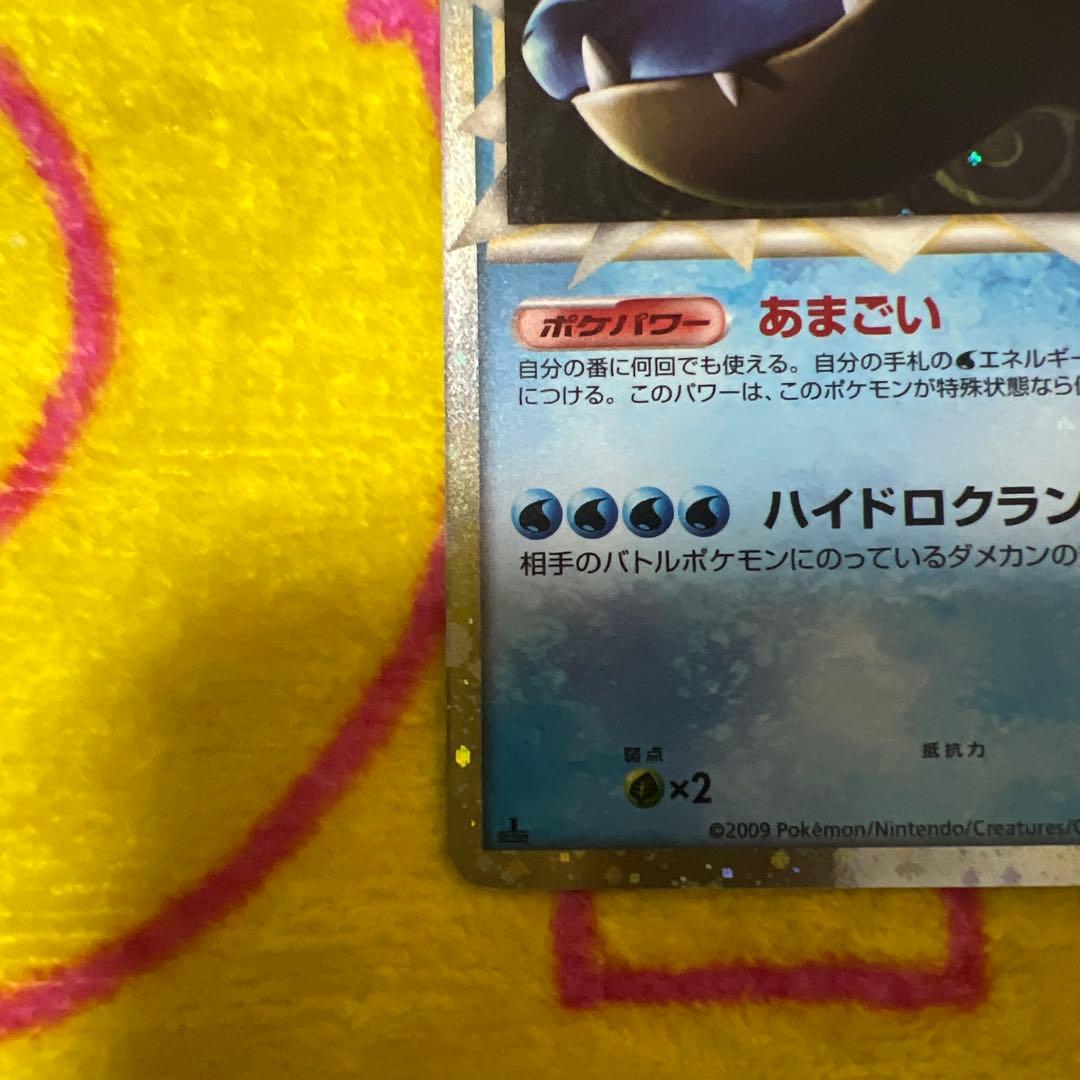 ポケパワー あまごい
自分の番に何回でも使える。自分の手札の エネルギー
につける。このパワーは、このポケモンが特殊状態なら
ハイドロクラン
相手のバトルポケモンにのっているダメカンの
弱点 抵抗力
×2
1 ©2009 Pokémon/Nintendo/Creatures/